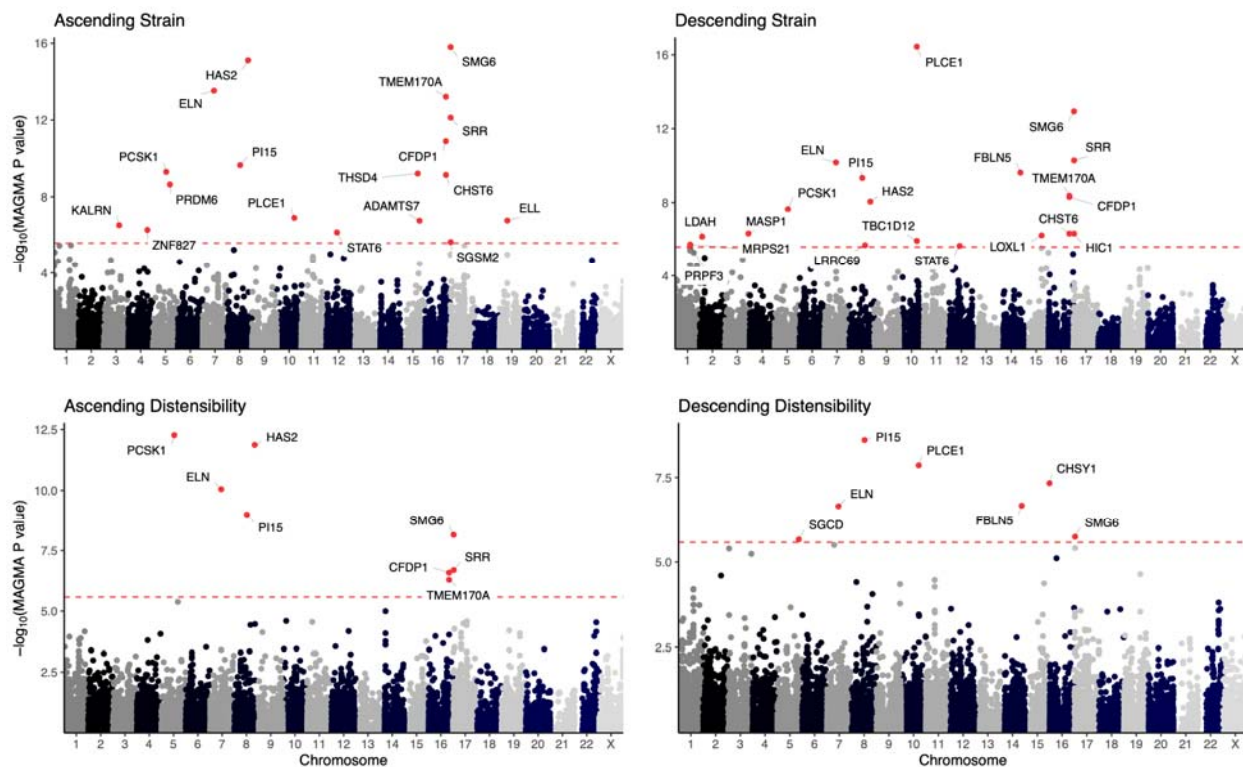 Ascending Strain
−log10(MAGMA P value)
16
12
8
4
SMG6
HAS2
TMEM170A
ELN
SRR
PCSK1
PI15
CFDP1
THSD4
CHST6
PRDM6
PLCE1
ADAMTS7
ELL
KALRN
ZNF827
STAT6
SGSM2
1 2 3 4 5 6 7 8 9 10 11 12 13 14 15 16 17 18 19 20 21 22 X
Descending Strain
16
12
8
4
PLCE1
SMG6
ELN
PI15
FBLN5
SRR
TMEM170A
PCSK1
HAS2
CFDP1
LDAH
MASP1
TBC1D12
CHST6
MRPS21
LOXL1
HIC1
LRRC69
STAT6
PRPF3
1 2 3 4 5 6 7 8 9 10 11 12 13 14 15 16 17 18 19 20 21 22 X
Ascending Distensibility
−log10(MAGMA P value)
12.5
10.0
7.5
5.0
2.5
PCSK1
HAS2
ELN
PI15
SMG6
CFDP1
SRR
TMEM170A
1 2 3 4 5 6 7 8 9 10 11 12 13 14 15 16 17 18 19 20 21 22 X
Chromosome
Descending Distensibility
7.5
5.0
2.5
PI15
PLCE1
CHSY1
ELN
SGCD
FBLN5
SMG6
1 2 3 4 5 6 7 8 9 10 11 12 13 14 15 16 17 18 19 20 21 22 X
Chromosome